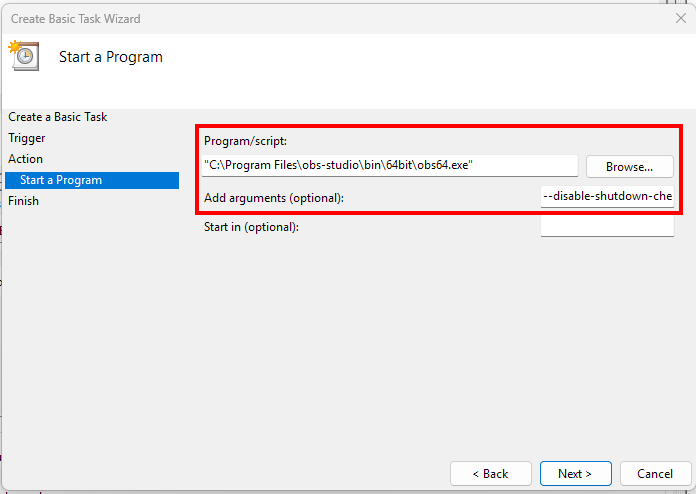 Create Basic Task Wizard
Start a Program
Create a Basic Task
Trigger
Action
Start a Program
Finish
Program/script:
"C:\Program Files\obs-studio\bin\64bit\obs64.exe"
Browse...
Add arguments (optional):
--disable-shutdown-che
Start in (optional):
< Back
Next >
Cancel